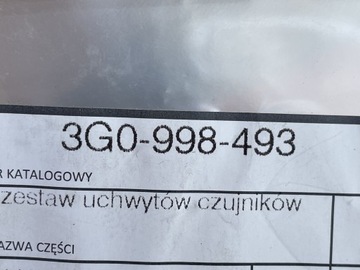 3G0-998-493
R KATALOGOWY
zestaw uchwytów czujników
AZWA CZĘŚCI